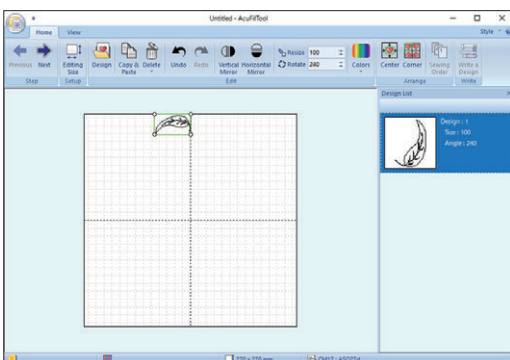 Untitled - AcuFilTool
Home View Style
Previous Next Editing Size Design Copy & Paste Delete Undo Redo Vertical Mirror Horizontal Mirror Resize 100 Rotate 240 Colors Center Corner Sewing Order Write a Design
Step Setup Edit Arrange Write
Design List
Design : 1
Size : 100
Angle : 240